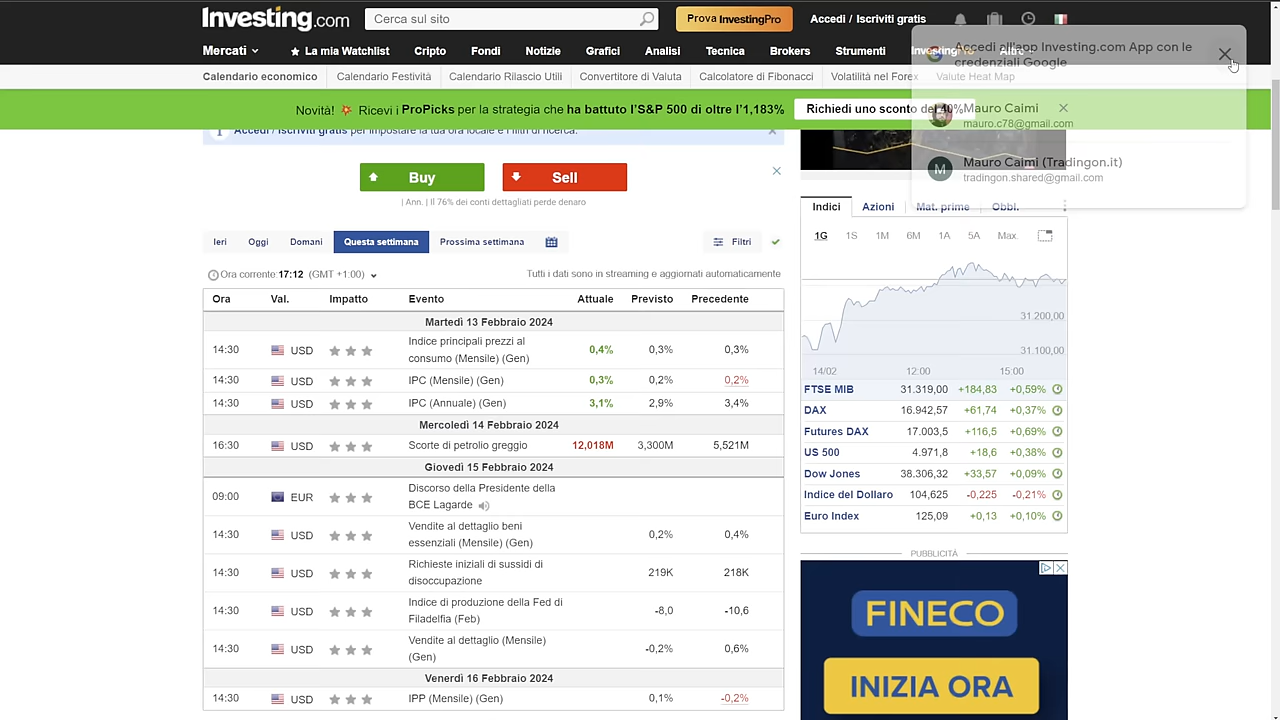 Investing.com
Cerca sul sito
Prova InvestingPro
Accedi / Iscriviti gratis
Mercati
La mia Watchlist
Cripto
Fondi
Notizie
Grafici
Analisi
Tecnica
Brokers
Strumenti
InvestingPro
Altro
Calendario economico
Calendario Festività
Calendario Rilascio Utili
Convertitore di Valuta
Calcolatore di Fibonacci
Volatilità nel Forex
Valute Heat Map
Accedi all'app Investing.com App con le
credenziali Google
Mauro Caimi
mauro.c78@gmail.com
M
Mauro Caimi (Tradingon.it)
tradingon.shared@gmail.com
Novità! Ricevi i ProPicks per la strategia che ha battuto l'S&P 500 di oltre l'1,183%
Richiedi uno sconto del 40%
Accedi / Iscriviti gratis per impostare la tua ora locale e i filtri di ricerca.
Buy
Sell
| Ann. | Il 76% dei conti dettagliati perde denaro
Ieri
Oggi
Domani
Questa settimana
Prossima settimana
Filtri
Ora corrente:17:12 (GMT +1:00)
Tutti i dati sono in streaming e aggiornati automaticamente
Ora Val. Impatto Evento Attuale Previsto Precedente
Martedì 13 Febbraio 2024
14:30 USD Indice principali prezzi al 0,4% 0,3% 0,3%
consumo (Mensile) (Gen)
14:30 USD IPC (Mensile) (Gen) 0,3% 0,2% 0,2%
14:30 USD IPC (Annuale) (Gen) 3,1% 2,9% 3,4%
Mercoledì 14 Febbraio 2024
16:30 USD Scorte di petrolio greggio 12,018M 3,300M 5,521M
Giovedì 15 Febbraio 2024
09:00 EUR Discorso della Presidente della
BCE Lagarde
14:30 USD Vendite al dettaglio beni 0,2% 0,4%
essenziali (Mensile) (Gen)
14:30 USD Richieste iniziali di sussidi di 219K 218K
disoccupazione
14:30 USD Indice di produzione della Fed di -8,0 -10,6
Filadelfia (Feb)
14:30 USD Vendite al dettaglio (Mensile) -0,2% 0,6%
(Gen)
Venerdì 16 Febbraio 2024
14:30 USD IPP (Mensile) (Gen) 0,1% -0,2%
Indici
Azioni
Mat. prime
Obbl.
1G 1S 1M 6M 1A 5A Max.
31.200,00
31.100,00
14/02 12:00 15:00
FTSE MIB 31.319,00 +184,83 +0,59%
DAX 16.942,57 +61,74 +0,37%
Futures DAX 17.003,5 +116,5 +0,69%
US 500 4.971,8 +18,6 +0,38%
Dow Jones 38.306,32 +33,57 +0,09%
Indice del Dollaro 104,625 -0,225 -0,21%
Euro Index 125,09 +0,13 +0,10%
PUBBLICITÀ
FINECO
INIZIA ORA